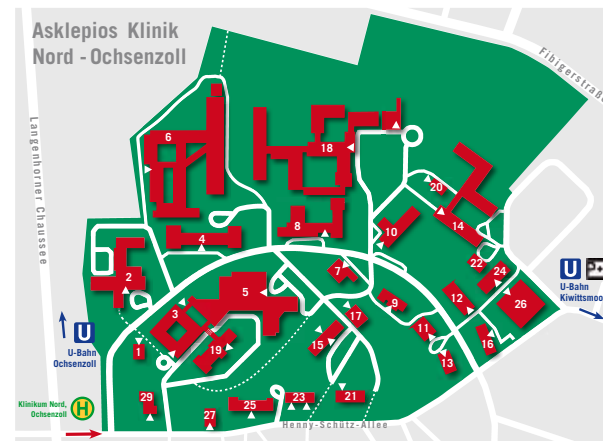 Asklepios Klinik
Nord - Ochsenzoll
Fibigerstraße
Langenhorner Chaussee
6
18
20
14
10
8
4
22
24
2
7
5
26
12
9
3
17
11
15
16
19
1
13
U
U-Bahn
Ochsenzoll
U
P
U-Bahn
Kiwittsmoo
29
27
25
23
21
Klinikum Nord,
Ochsenzoll
H
Henny-Schütz-Allee